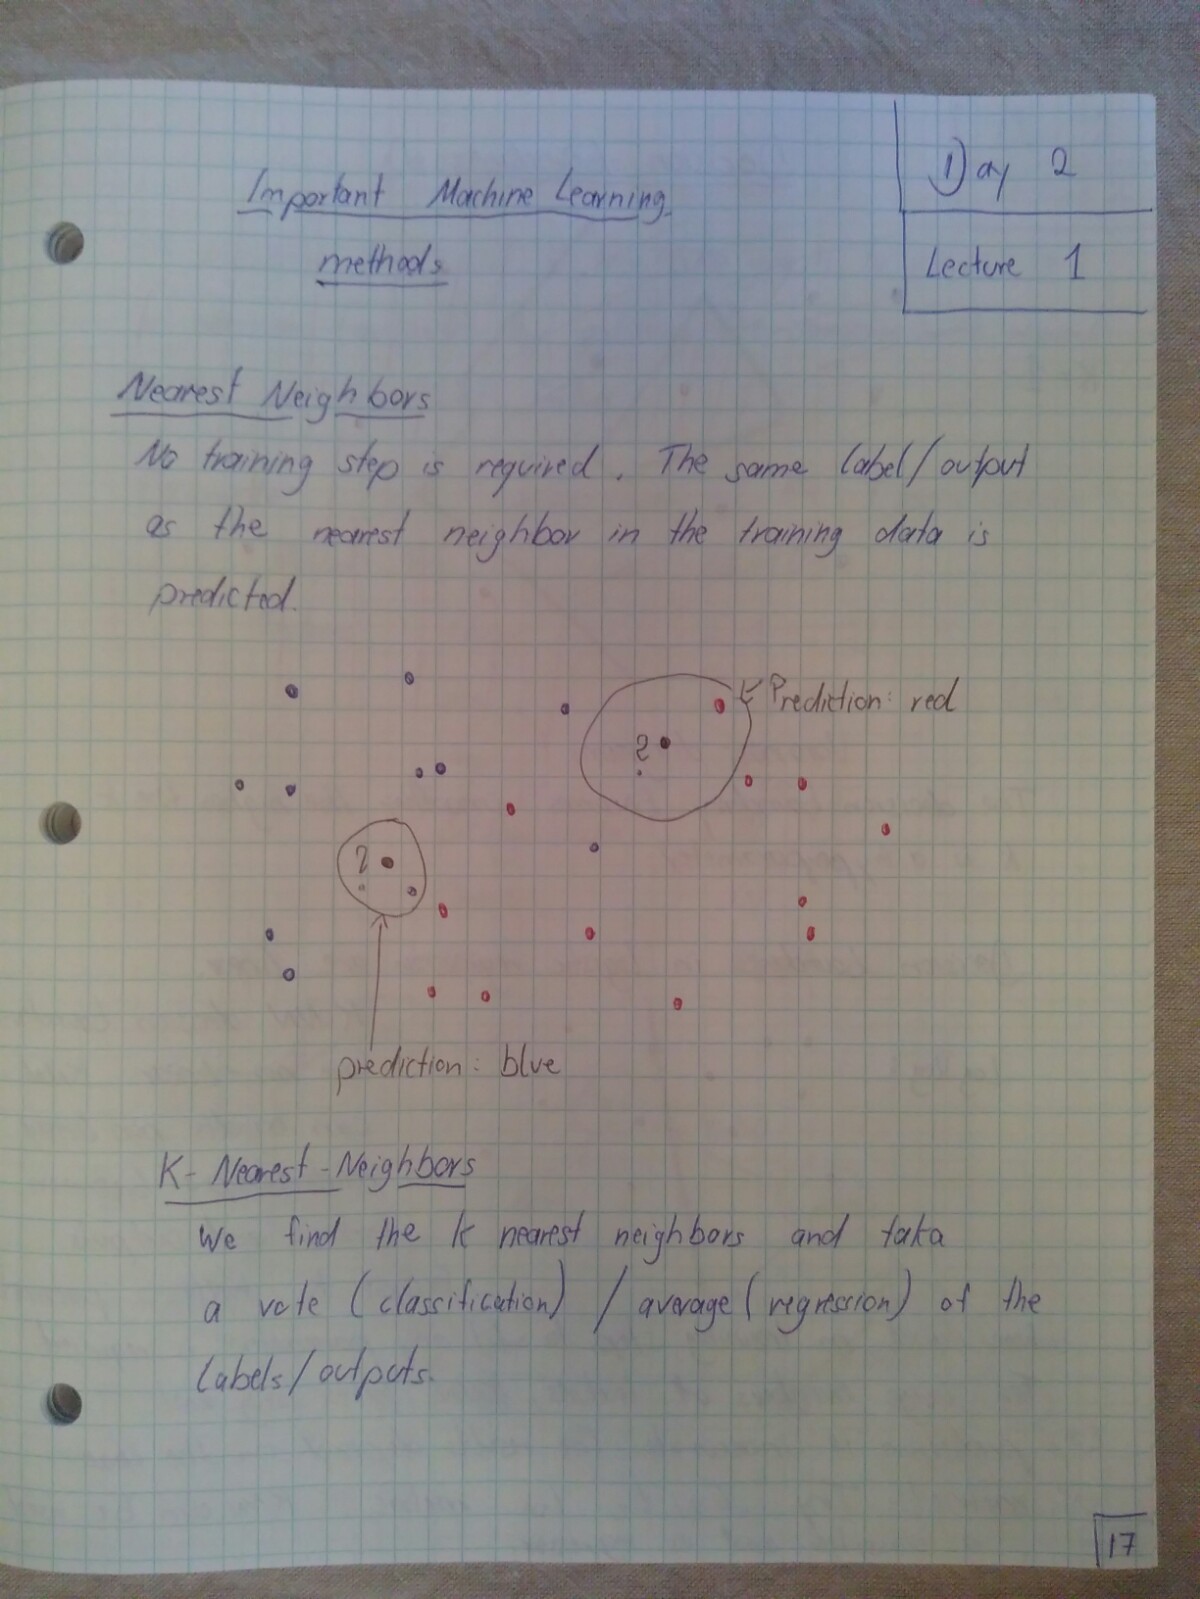 Important Machine Learning
methods
Day 2
Lecture 1
Nearest Neighbors
No training step is required. The same label/output
as the nearest neighbor in the training data is
predicted.
Prediction: red
?
?
prediction: blue
K-Nearest-Neighbors
We find the k nearest neighbors and taka
a vote (classification) / average (regression) of the
labels/outputs.
17